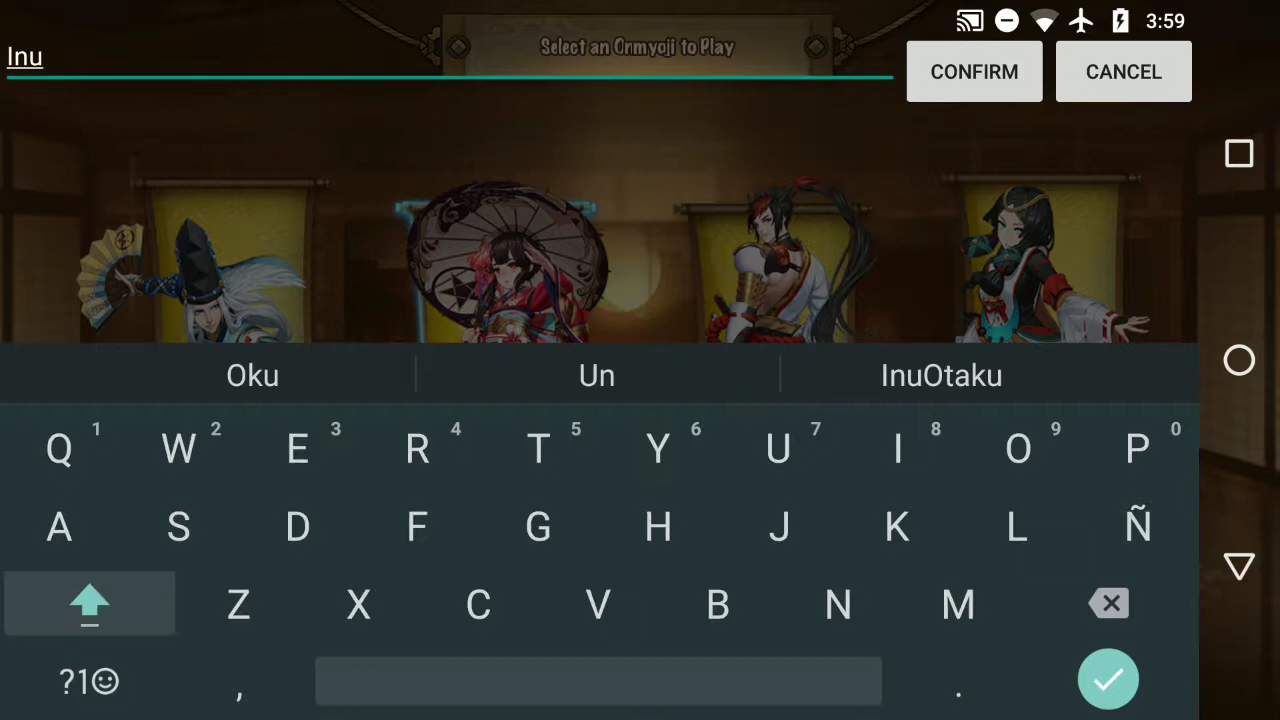 3:59
Select an Onmyoji to Play
Inu
CONFIRM
CANCEL
Oku
Un
InuOtaku
1 2 3 4 5 6 7 8 9 0
Q W E R T Y U I O P
A S D F G H J K L Ñ
Z X C V B N M
?1☺ , .